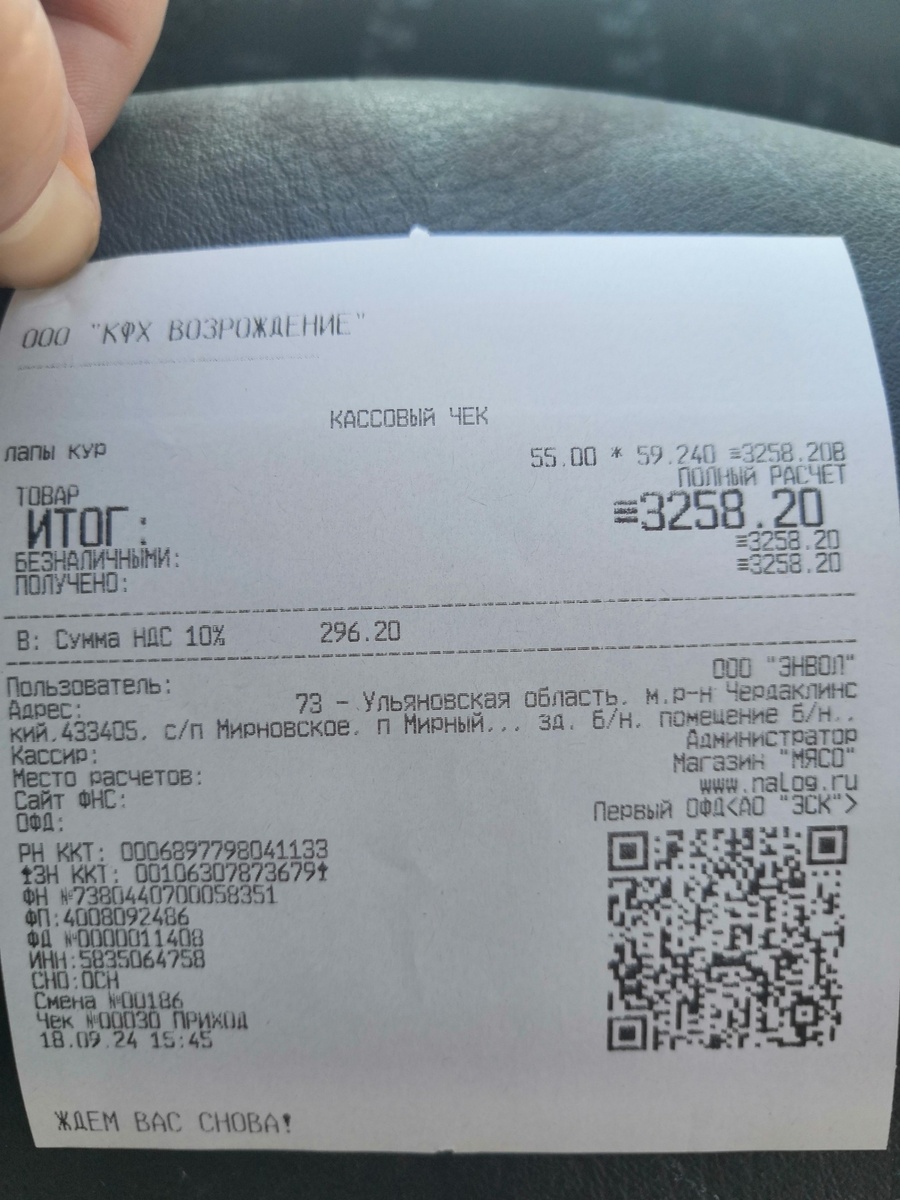 ООО "КФХ ВОЗРОЖДЕНИЕ"
КАССОВЫЙ ЧЕК
лапы кур
55.00 * 59.240 ≡3258.20В
ТОВАР ПОЛНЫЙ РАСЧЕТ
ИТОГ: ≡3258.20
БЕЗНАЛИЧНЫМИ: ≡3258.20
ПОЛУЧЕНО: ≡3258.20
В: Сумма НДС 10% 296.20
Пользователь: ООО "ЭНВОЛ"
Адрес: 73 - Ульяновская область, м.р-н Чердаклинс
кий,433405, с/п Мирновское, п Мирный... зд. б/н, помещение б/н..
Кассир: Администратор
Место расчетов: Магазин "МЯСО"
Сайт ФНС: www.nalog.ru
ОФД: Первый ОФД<АО "ЭСК">
РН ККТ: 0006897798041133
ЗН ККТ: 00106307873679
ФН №7380440700058351
ФП:4008092486
ФД №0000011408
ИНН:5835064758
СНО:ОСН
Смена №00186
Чек №00030 ПРИХОД
18.09.24 15:45
ЖДЕМ ВАС СНОВА!